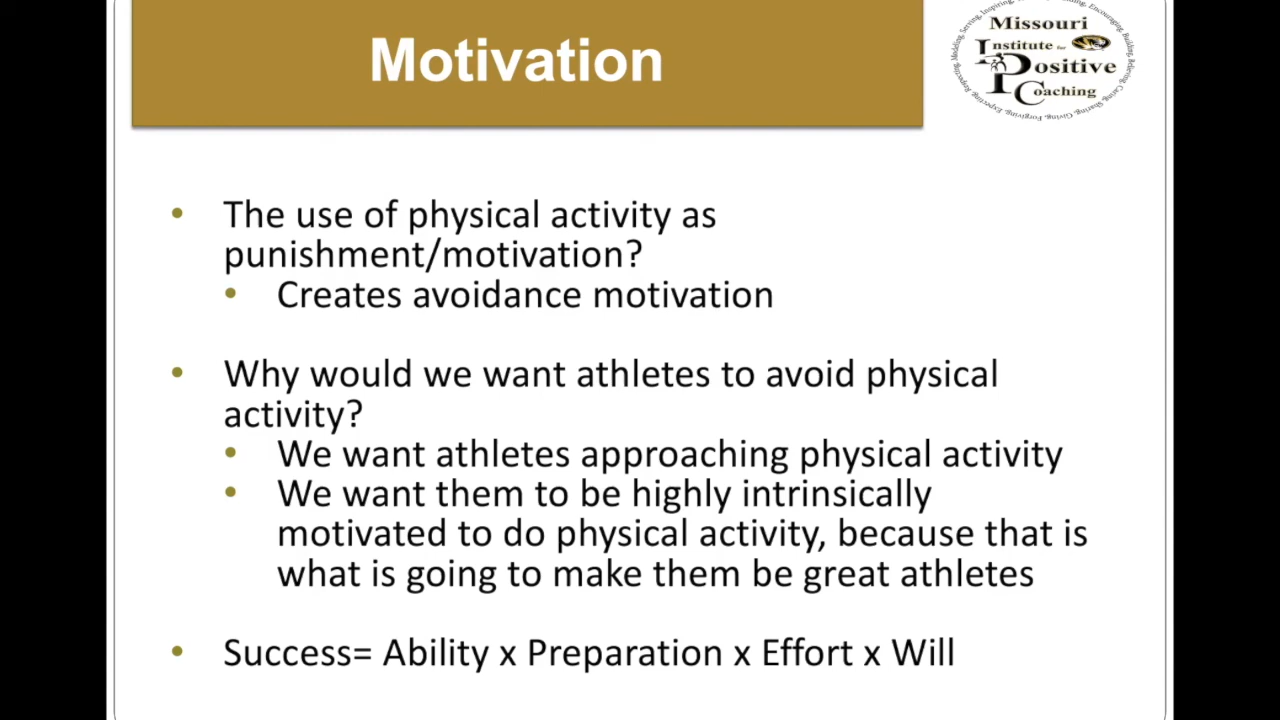 Motivation
Missouri
Institute for
Positive
Coaching
• The use of physical activity as
punishment/motivation?
• Creates avoidance motivation
• Why would we want athletes to avoid physical
activity?
• We want athletes approaching physical activity
• We want them to be highly intrinsically
motivated to do physical activity, because that is
what is going to make them be great athletes
• Success= Ability x Preparation x Effort x Will